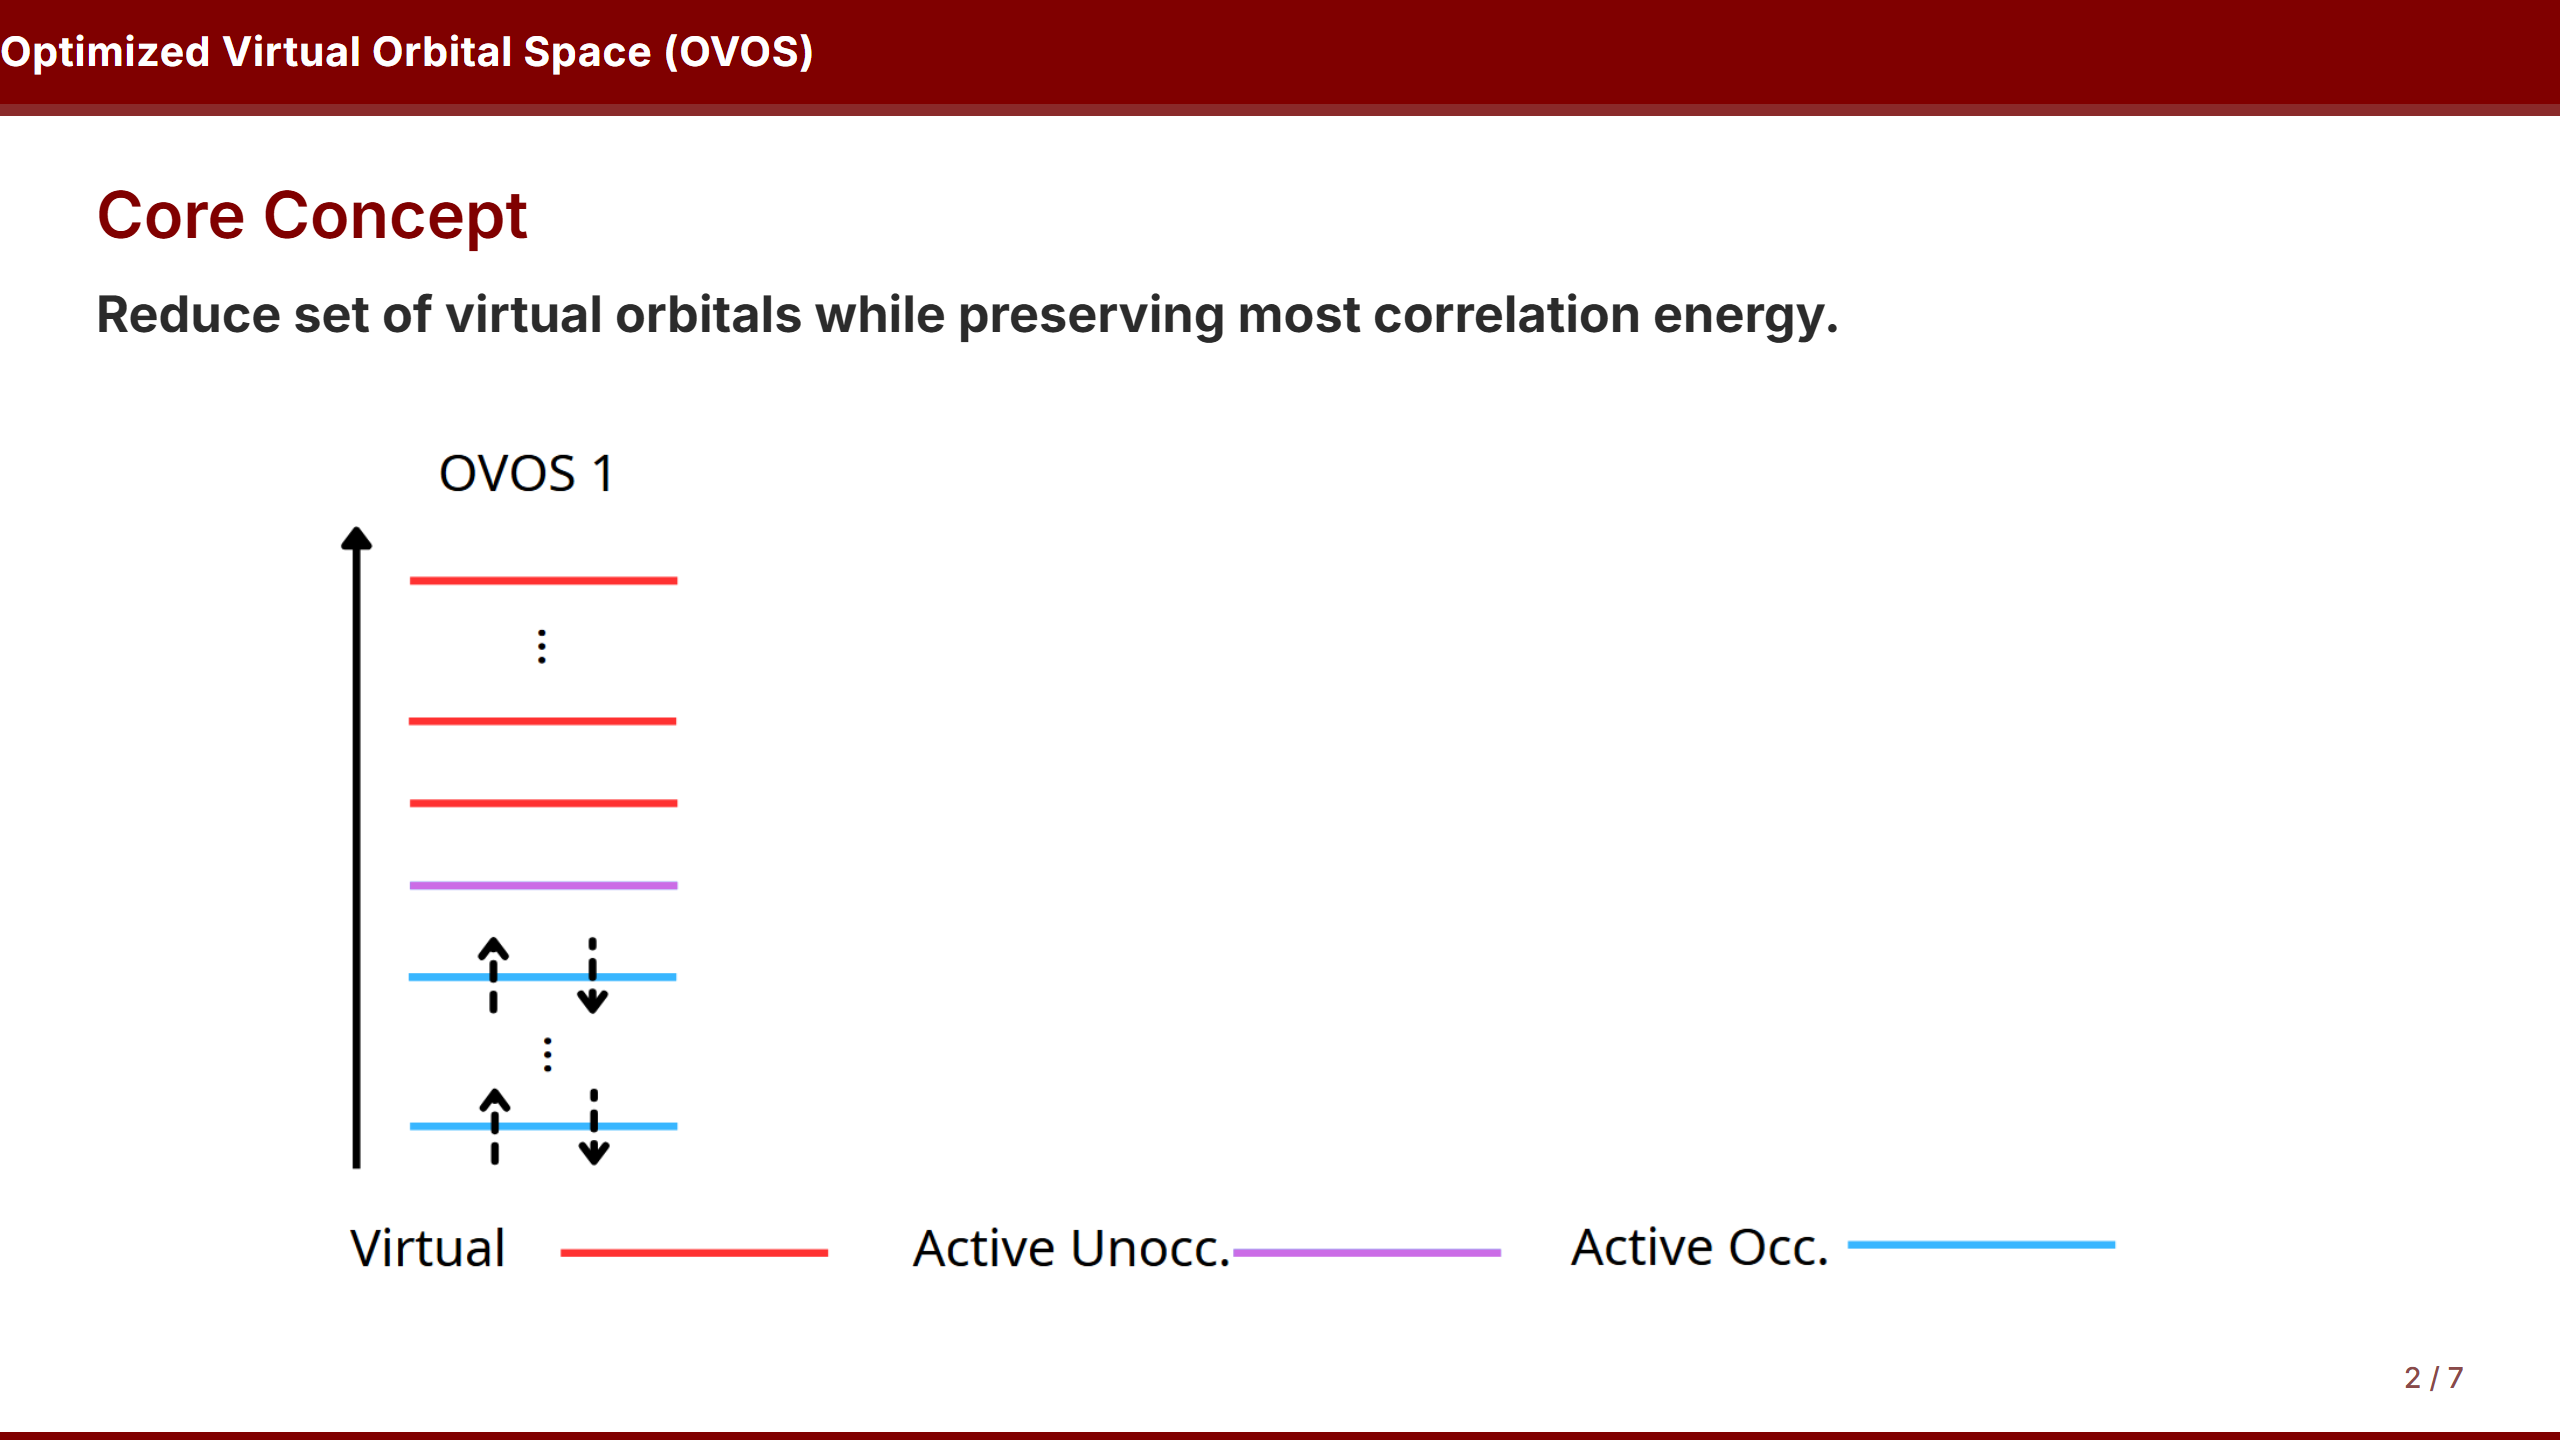 Optimized Virtual Orbital Space (OVOS)
Core Concept
Reduce set of virtual orbitals while preserving most correlation energy.
OVOS 1
Virtual
Active Unocc.
Active Occ.
2 / 7